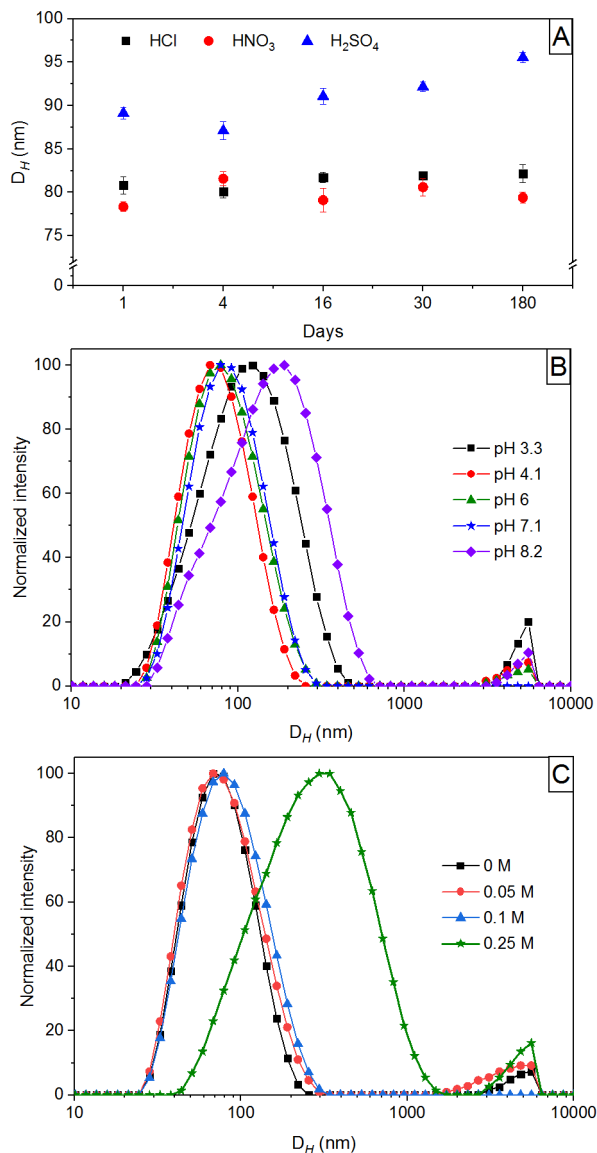 A
HCl HNO₃ H₂SO₄
100
95
90
85
80
75
0
D_H (nm)
1 4 16 30 180
Days
B
100
80
60
40
20
0
Normalized intensity
pH 3.3
pH 4.1
pH 6
pH 7.1
pH 8.2
10 100 1000 10000
D_H (nm)
C
100
80
60
40
20
0
Normalized intensity
0 M
0.05 M
0.1 M
0.25 M
10 100 1000 10000
D_H (nm)